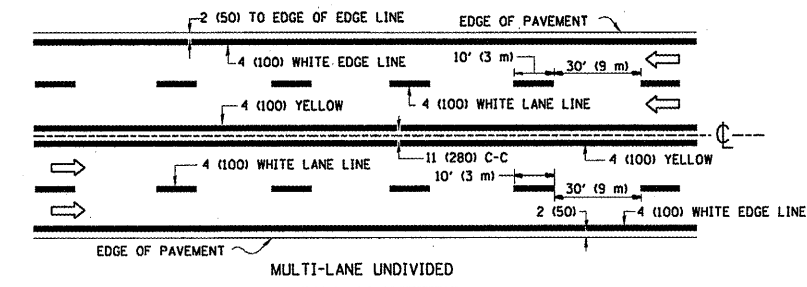 2 (50) TO EDGE OF EDGE LINE
EDGE OF PAVEMENT
4 (100) WHITE EDGE LINE
10' (3 m)
30' (9 m)
4 (100) YELLOW
4 (100) WHITE LANE LINE
CL
4 (100) WHITE LANE LINE
11 (280) C-C
4 (100) YELLOW
10' (3 m)
30' (9 m)
2 (50)
4 (100) WHITE EDGE LINE
EDGE OF PAVEMENT
MULTI-LANE UNDIVIDED